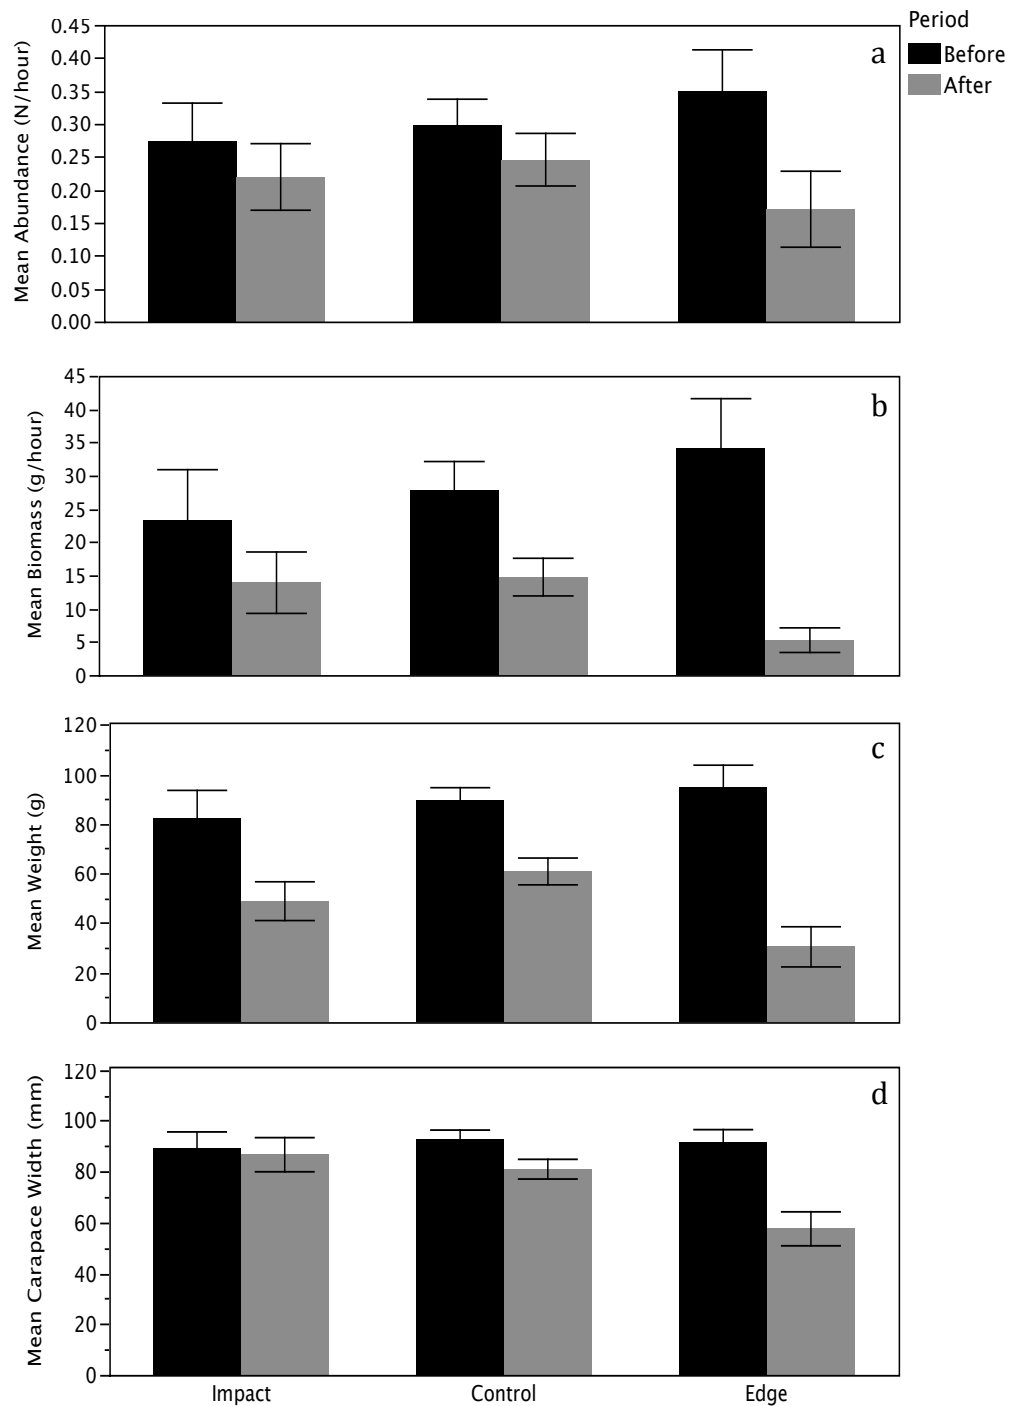 Period
Before
After
a
Mean Abundance (N/hour)
0.45
0.40
0.35
0.30
0.25
0.20
0.15
0.10
0.05
0.00
b
Mean Biomass (g/hour)
45
40
35
30
25
20
15
10
5
0
c
Mean Weight (g)
120
100
80
60
40
20
0
d
Mean Carapace Width (mm)
120
100
80
60
40
20
0
Impact Control Edge